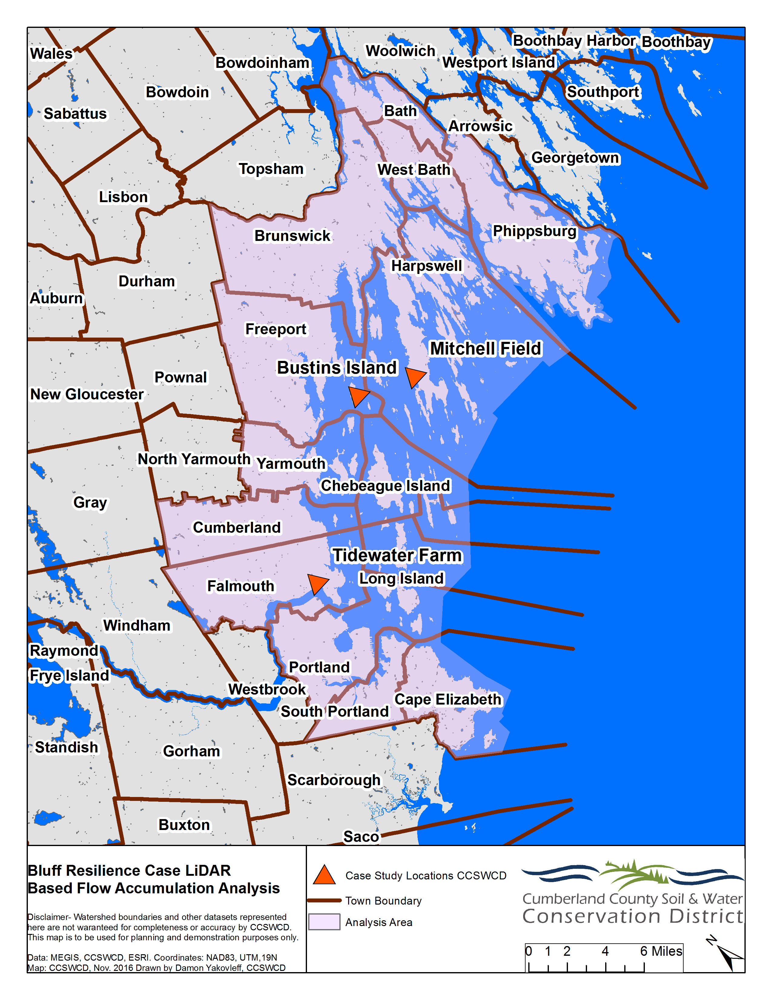 Wales
Bowdoinham
Woolwich
Boothbay Harbor
Boothbay
Westport Island
Bowdoin
Southport
Sabattus
Bath
Arrowsic
Georgetown
Topsham
West Bath
Lisbon
Phippsburg
Brunswick
Harpswell
Durham
Auburn
Freeport
Mitchell Field
Bustins Island
Pownal
New Gloucester
North Yarmouth
Yarmouth
Chebeague Island
Gray
Cumberland
Tidewater Farm
Long Island
Falmouth
Windham
Raymond
Portland
Frye Island
Westbrook
Cape Elizabeth
South Portland
Standish
Gorham
Scarborough
Buxton
Saco
Bluff Resilience Case LiDAR
Based Flow Accumulation Analysis
Disclaimer- Watershed boundaries and other datasets represented
here are not waranteed for completeness or accuracy by CCSWCD.
This map is to be used for planning and demonstration purposes only.
Data: MEGIS, CCSWCD, ESRI. Coordinates: NAD83, UTM,19N
Map: CCSWCD, Nov. 2016 Drawn by Damon Yakovleff, CCSWCD
Case Study Locations CCSWCD
Town Boundary
Analysis Area
Cumberland County Soil & Water
Conservation District
N
0 1 2 4 6 Miles